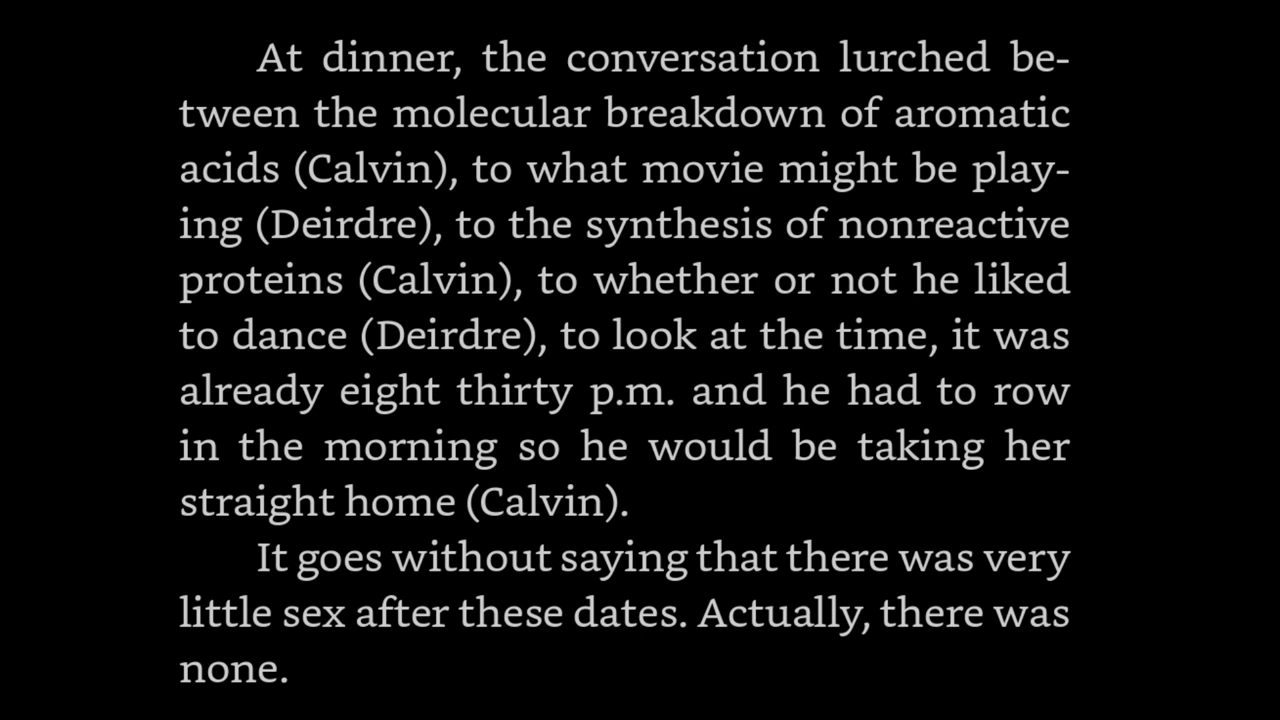 At dinner, the conversation lurched be-
tween the molecular breakdown of aromatic
acids (Calvin), to what movie might be play-
ing (Deirdre), to the synthesis of nonreactive
proteins (Calvin), to whether or not he liked
to dance (Deirdre), to look at the time, it was
already eight thirty p.m. and he had to row
in the morning so he would be taking her
straight home (Calvin).
It goes without saying that there was very
little sex after these dates. Actually, there was
none.